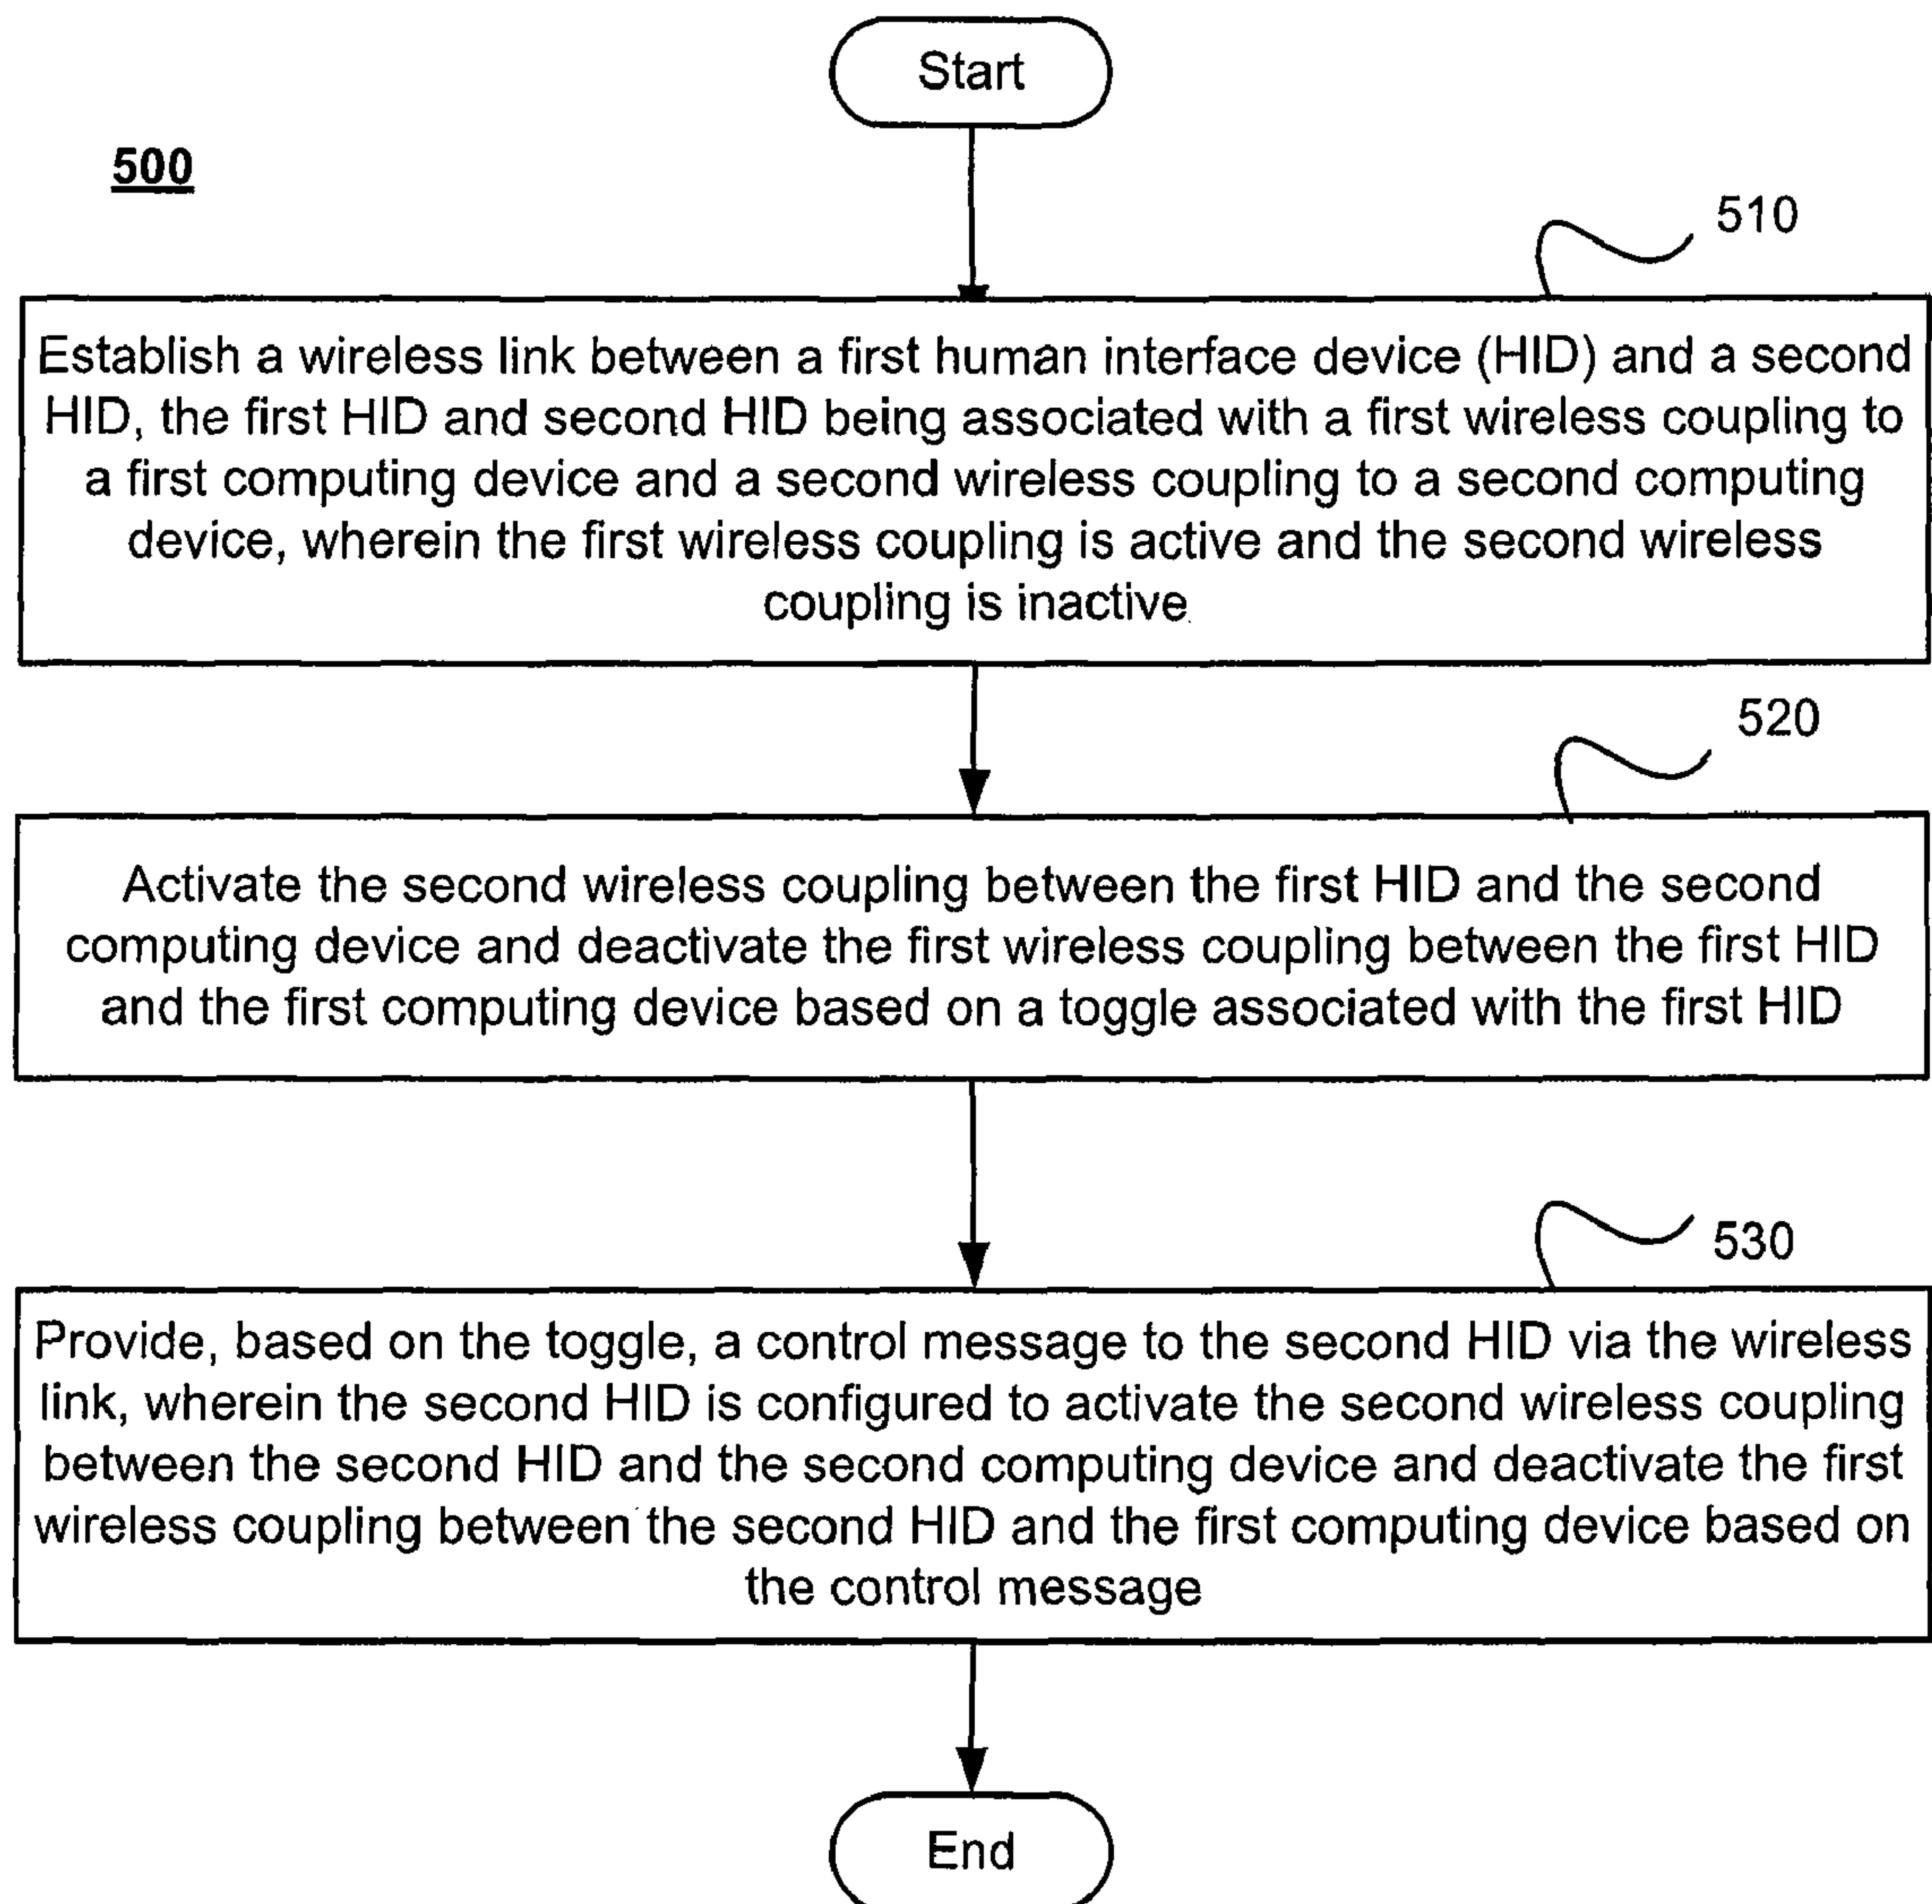 Start
500
510
Establish a wireless link between a first human interface device (HID) and a second
HID, the first HID and second HID being associated with a first wireless coupling to
a first computing device and a second wireless coupling to a second computing
device, wherein the first wireless coupling is active and the second wireless
coupling is inactive
520
Activate the second wireless coupling between the first HID and the second
computing device and deactivate the first wireless coupling between the first HID
and the first computing device based on a toggle associated with the first HID
530
Provide, based on the toggle, a control message to the second HID via the wireless
link, wherein the second HID is configured to activate the second wireless coupling
between the second HID and the second computing device and deactivate the first
wireless coupling between the second HID and the first computing device based on
the control message
End